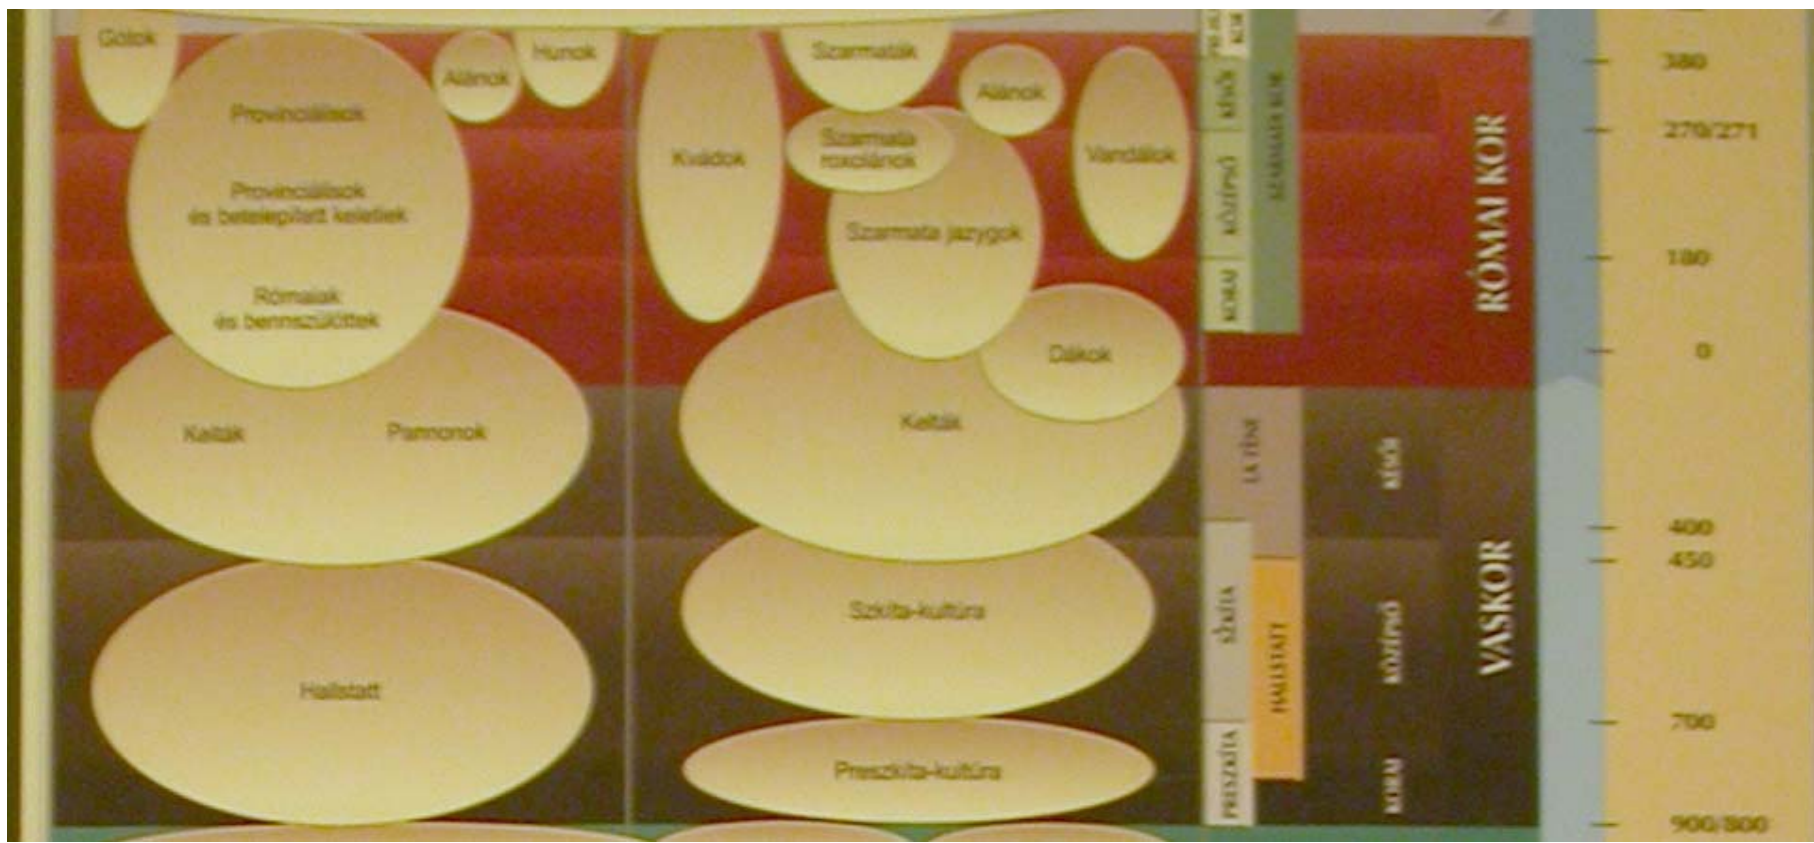 Gótok
Alánok
Hunok
Provinciálisok
Provinciálisok
és betelepített keletiek
Rómaiak
és bennszülöttek
Kelták
Pannonok
Hallstatt
Szarmaták
Alánok
Kvádok
Szarmata
roxolánok
Vandálok
Szarmata jazygok
Dákok
Kelták
Szkíta-kultúra
Preszkíta-kultúra
KOR
KÉSŐI
KÖZÉPSŐ
KORAI
SZARMATA KOR
LA TÈNE
SZKÍTA
HALLSTATT
PRESZKÍTA
KÉSŐI
KÖZÉPSŐ
KORAI
RÓMAI KOR
VASKOR
380
270/271
180
0
400
450
700
900/800